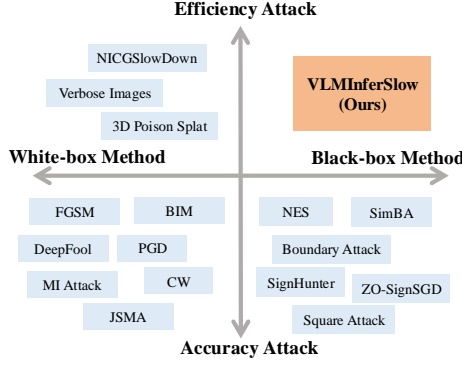 Efficiency Attack
NICGSlowDown
Verbose Images
3D Poison Splat
VLMInferSlow
(Ours)
White-box Method
Black-box Method
FGSM
BIM
NES
SimBA
DeepFool
PGD
Boundary Attack
MI Attack
CW
SignHunter
ZO-SignSGD
JSMA
Square Attack
Accuracy Attack